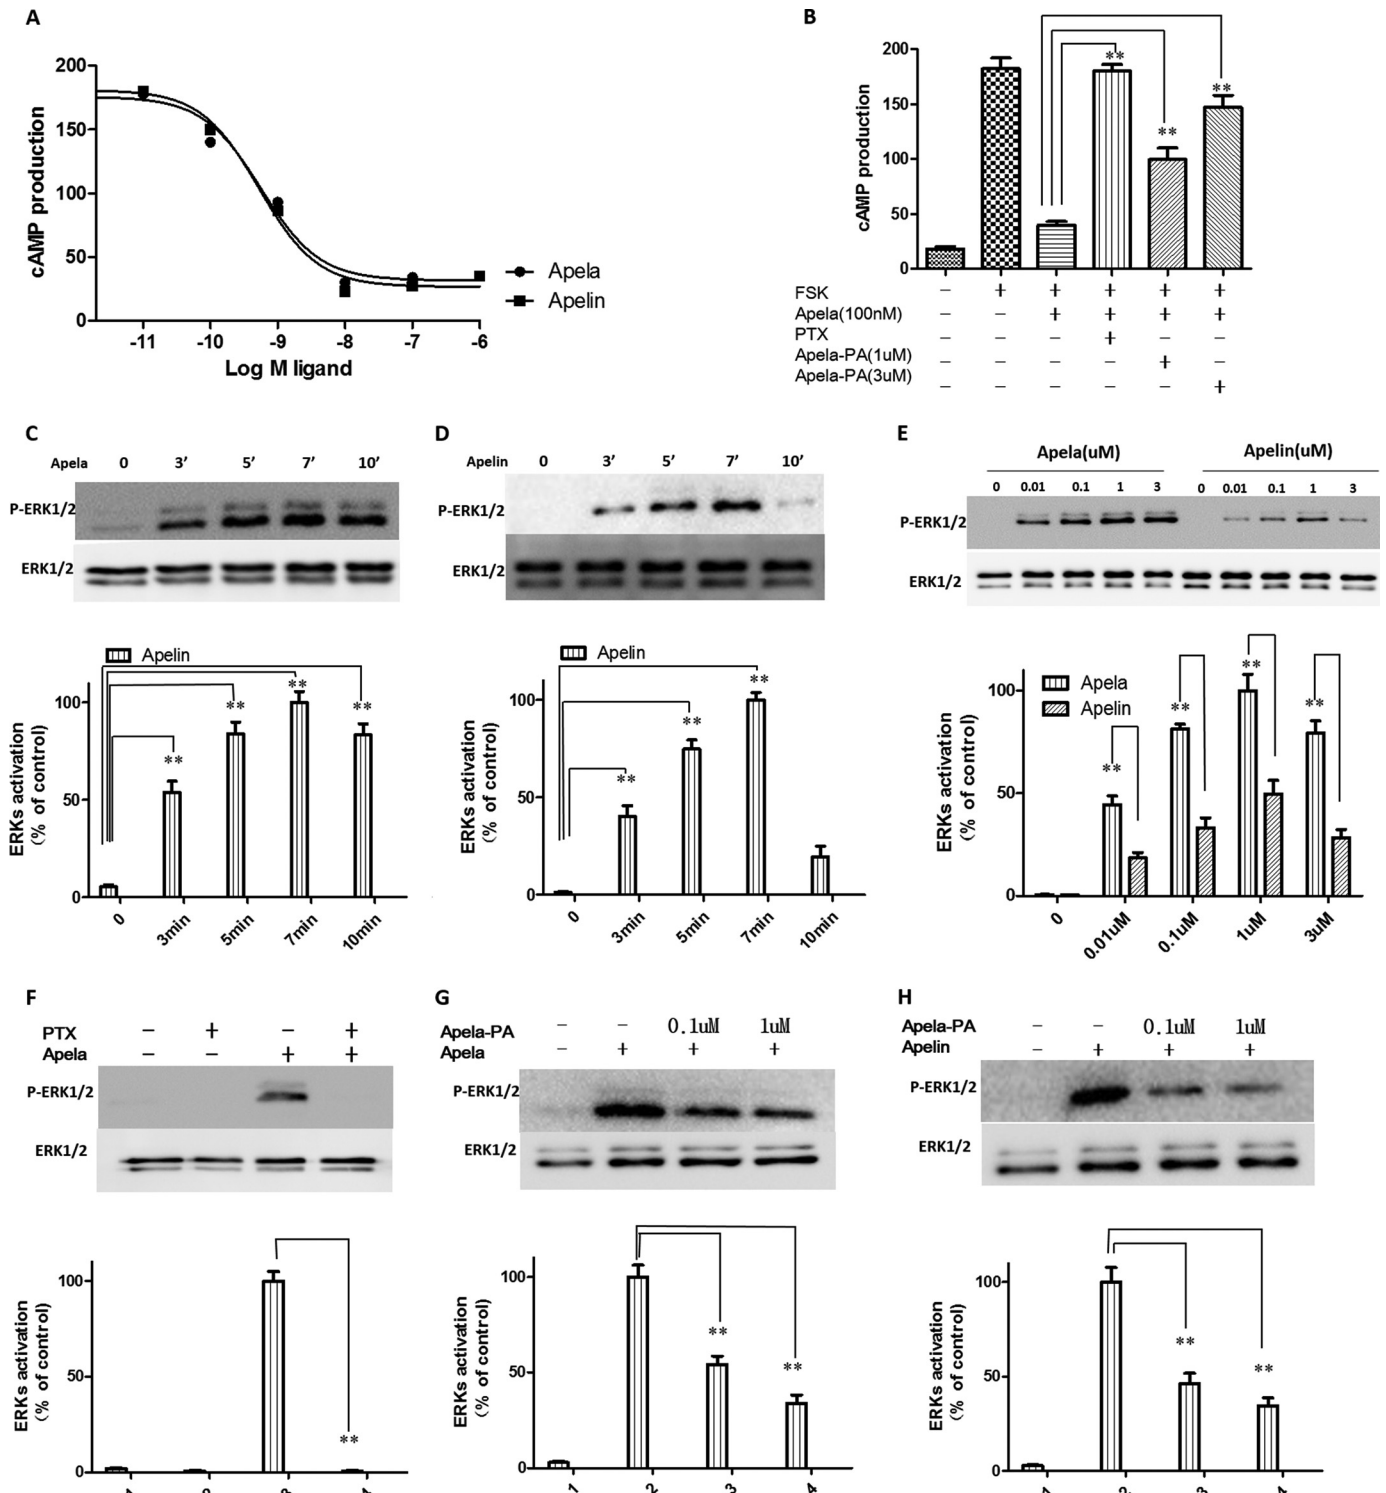 A
cAMP production
200
150
100
50
0
-11 -10 -9 -8 -7 -6
Log M ligand
Apela
Apelin
B
cAMP production
200
150
100
50
0
** ** **
FSK − + + + + +
Apela(100nM) − − + + + +
PTX − − − + − −
Apela-PA(1uM) − − − − + −
Apela-PA(3uM) − − − − − +
C
Apela 0 3’ 5’ 7’ 10’
P-ERK1/2
ERK1/2
Apelin
ERKs activation
(% of control)
100
50
0
** ** ** **
0 3min 5min 7min 10min
D
Apelin 0 3’ 5’ 7’ 10’
P-ERK1/2
ERK1/2
Apelin
ERKs activation
(% of control)
100
50
0
** ** **
0 3min 5min 7min 10min
E
Apela(uM) Apelin(uM)
0 0.01 0.1 1 3 0 0.01 0.1 1 3
P-ERK1/2
ERK1/2
Apela
Apelin
ERKs activation
(% of control)
100
50
0
** ** ** **
0 0.01uM 0.1uM 1uM 3uM
F
PTX − + − +
Apela − − + +
P-ERK1/2
ERK1/2
ERKs activation
(% of control)
100
50
0
**
G
Apela-PA − − 0.1uM 1uM
Apela − + + +
P-ERK1/2
ERK1/2
ERKs activation
(% of control)
100
50
0
** **
1 2 3 4
H
Apela-PA − − 0.1uM 1uM
Apelin − + + +
P-ERK1/2
ERK1/2
ERKs activation
(% of control)
100
50
0
** **